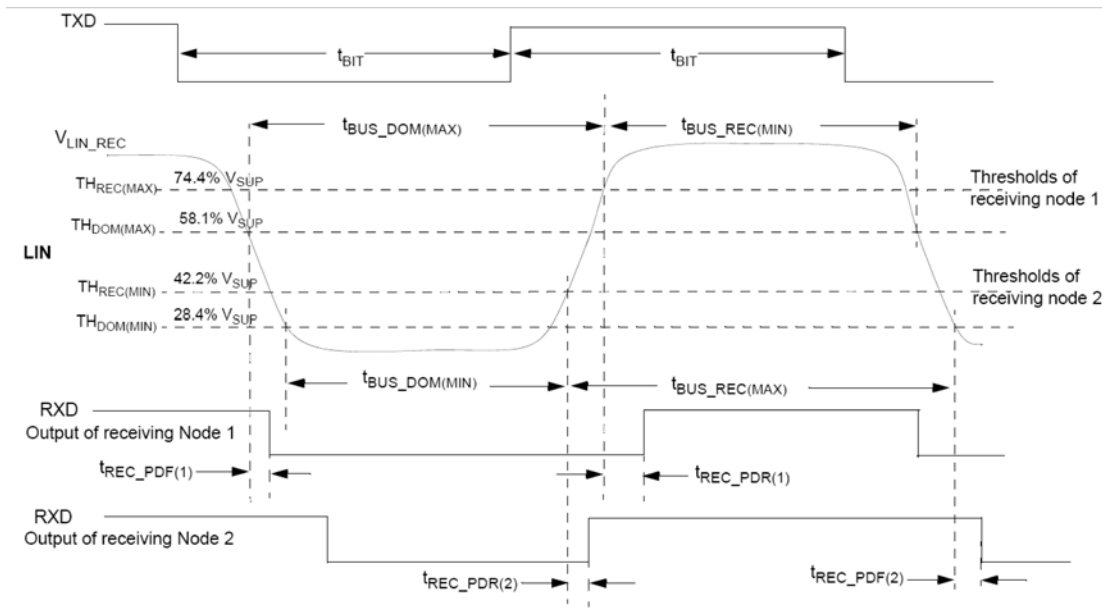 TXD
tBIT
tBIT
tBUS_DOM(MAX)
tBUS_REC(MIN)
VLIN_REC
THREC(MAX) 74.4% VSUP
Thresholds of
receiving node 1
THDOM(MAX) 58.1% VSUP
LIN
THREC(MIN) 42.2% VSUP
Thresholds of
receiving node 2
THDOM(MIN) 28.4% VSUP
tBUS_DOM(MIN)
tBUS_REC(MAX)
RXD
Output of receiving Node 1
tREC_PDF(1)
tREC_PDR(1)
RXD
Output of receiving Node 2
tREC_PDR(2)
tREC_PDF(2)